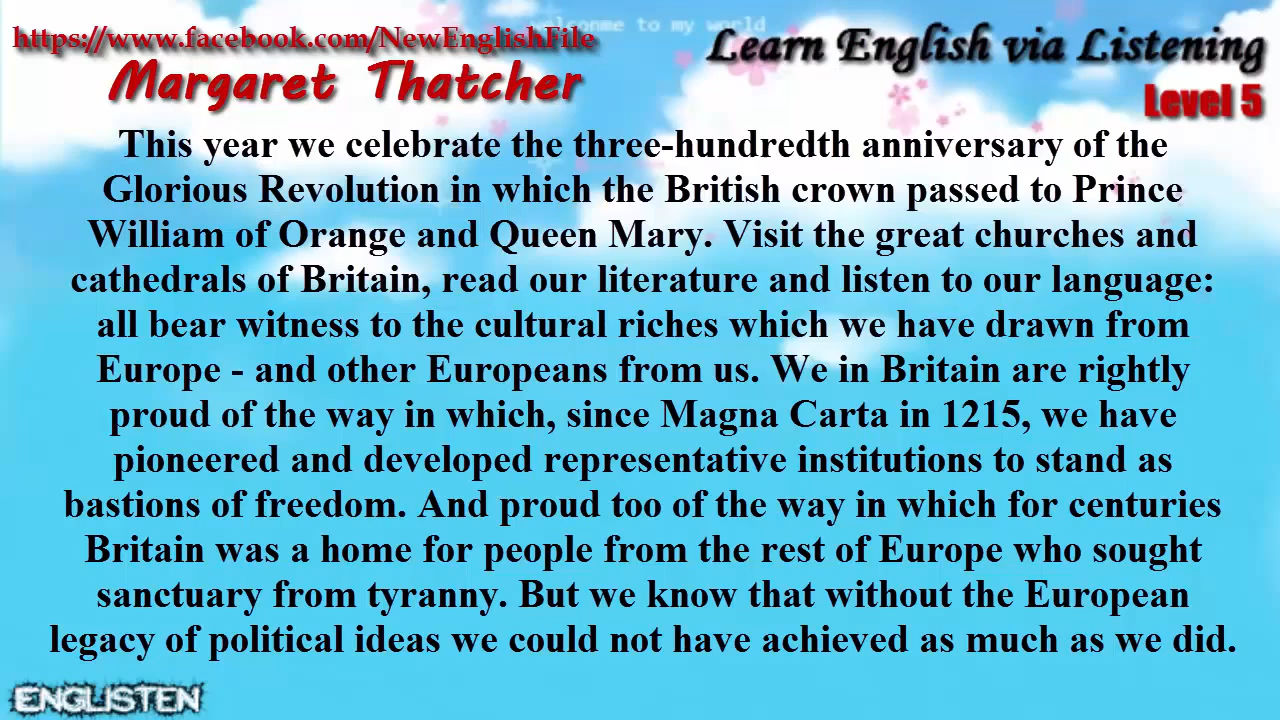 welconme to my world
https://www.facebook.com/NewEnglishFile
Learn English via Listening
Margaret Thatcher
Level 5
This year we celebrate the three-hundredth anniversary of the
Glorious Revolution in which the British crown passed to Prince
William of Orange and Queen Mary. Visit the great churches and
cathedrals of Britain, read our literature and listen to our language:
all bear witness to the cultural riches which we have drawn from
Europe - and other Europeans from us. We in Britain are rightly
proud of the way in which, since Magna Carta in 1215, we have
pioneered and developed representative institutions to stand as
bastions of freedom. And proud too of the way in which for centuries
Britain was a home for people from the rest of Europe who sought
sanctuary from tyranny. But we know that without the European
legacy of political ideas we could not have achieved as much as we did.
ENGLISTEN